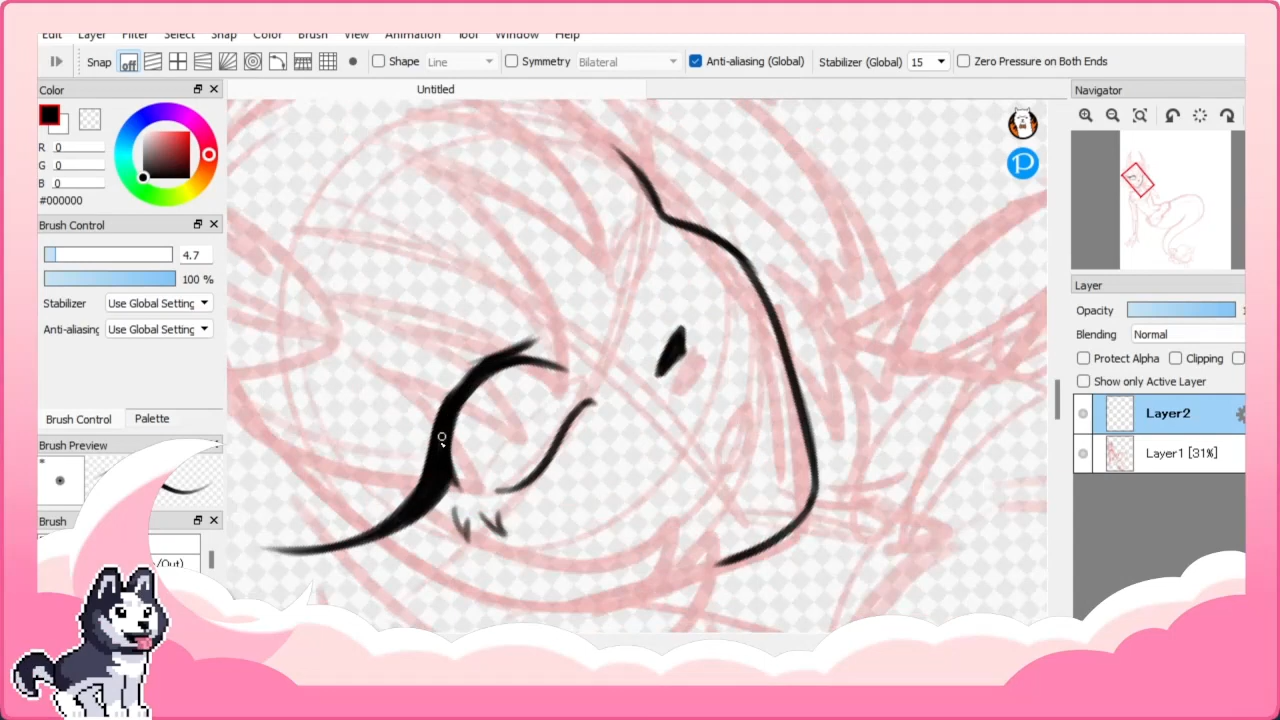 Edit Layer Filter Select Snap Color Brush View Animation Tool Window Help
Snap off Shape Line Symmetry Bilateral Anti-aliasing (Global) Stabilizer (Global) 15 Zero Pressure on Both Ends
Color
Untitled
Navigator
R 0
G 0
B 0
#000000
Brush Control
4.7
100 %
Stabilizer Use Global Setting
Anti-aliasing Use Global Setting
Brush Control Palette
Brush Preview
Brush
/Out)
P
Layer
Opacity 1
Blending Normal
Protect Alpha Clipping
Show only Active Layer
Layer2
Layer1 [31%]